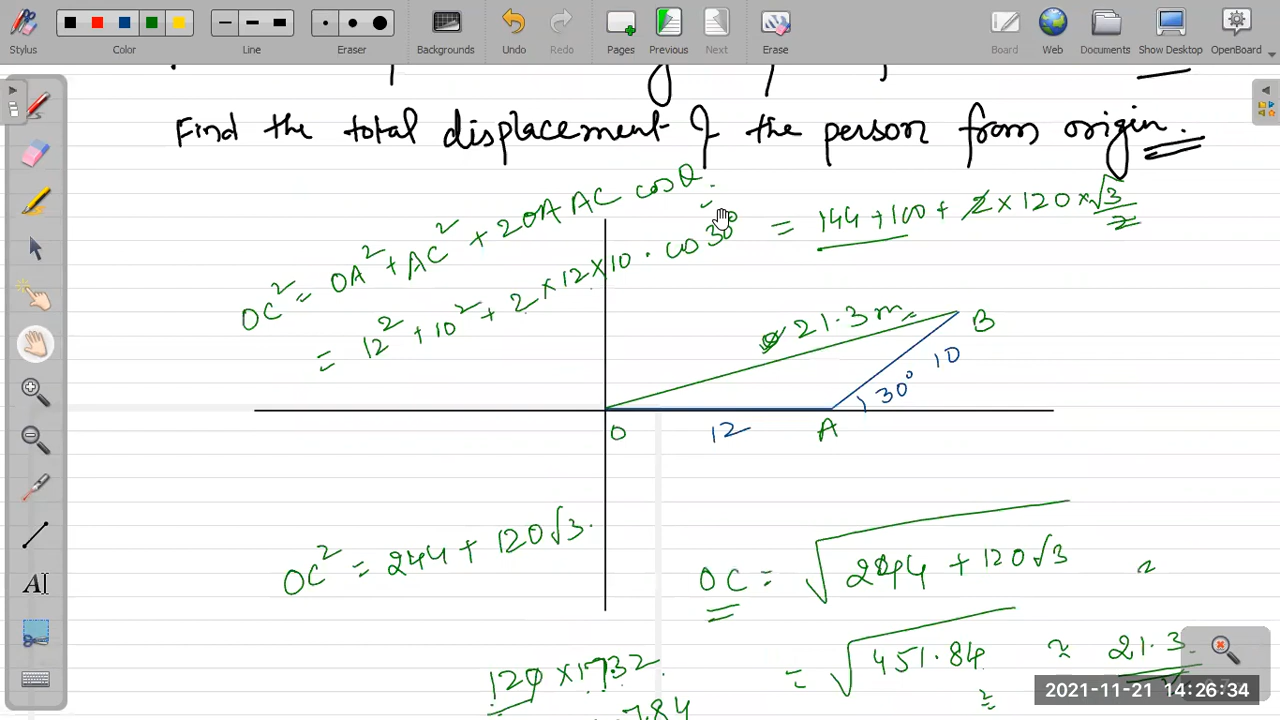 Stylus Color Line Eraser Backgrounds Undo Redo Pages Previous Next Erase Board Web Documents Show Desktop OpenBoard
Find the total displacement of the person from origin.
OC² = OA² + AC² + 2OA AC cosθ.
= 12² + 10² + 2 × 12 × 10 . cos 30°
= 144 + 100 + 2 × 120 × √3/2
21.3 m
B
10
30°
O
12
A
OC² = 244 + 120√3.
OC = √244 + 120√3 ≈
= √451.84 ≈ 21.3
120 × 1.732
7.84
2021-11-21 14:26:34